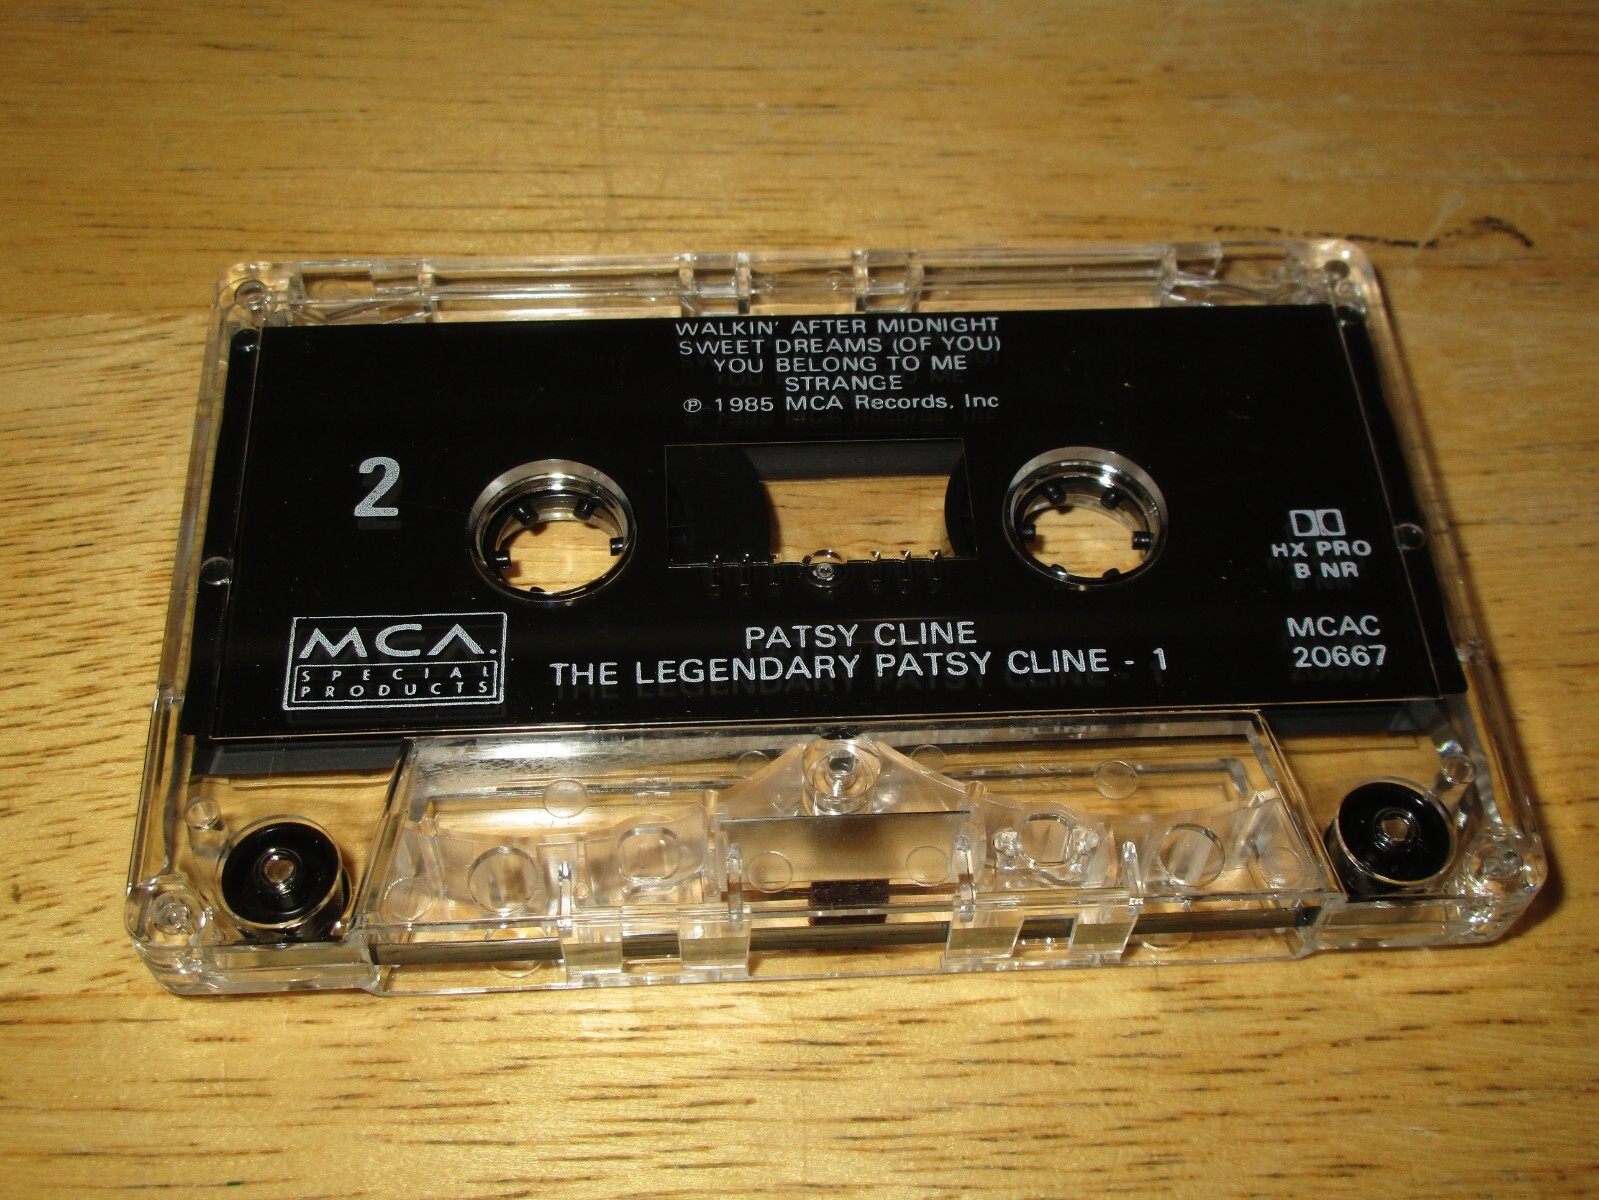 WALKIN' AFTER MIDNIGHT
SWEET DREAMS (OF YOU)
YOU BELONG TO ME
STRANGE
℗ 1985 MCA Records, Inc
2
HX PRO
B NR
MCA.
SPECIAL
PRODUCTS
PATSY CLINE
THE LEGENDARY PATSY CLINE - 1
MCAC
20667